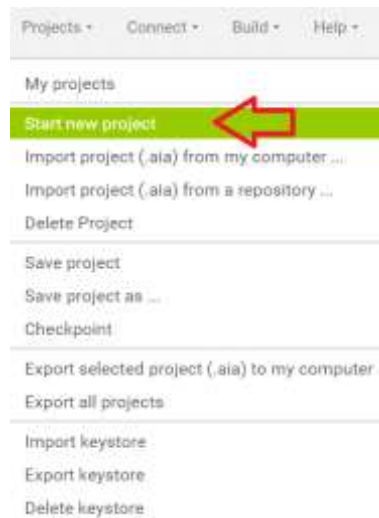 Projects Connect Build Help
My projects
Start new project
Import project (.aia) from my computer ...
Import project (.aia) from a repository ...
Delete Project
Save project
Save project as ...
Checkpoint
Export selected project (.aia) to my computer
Export all projects
Import keystore
Export keystore
Delete keystore